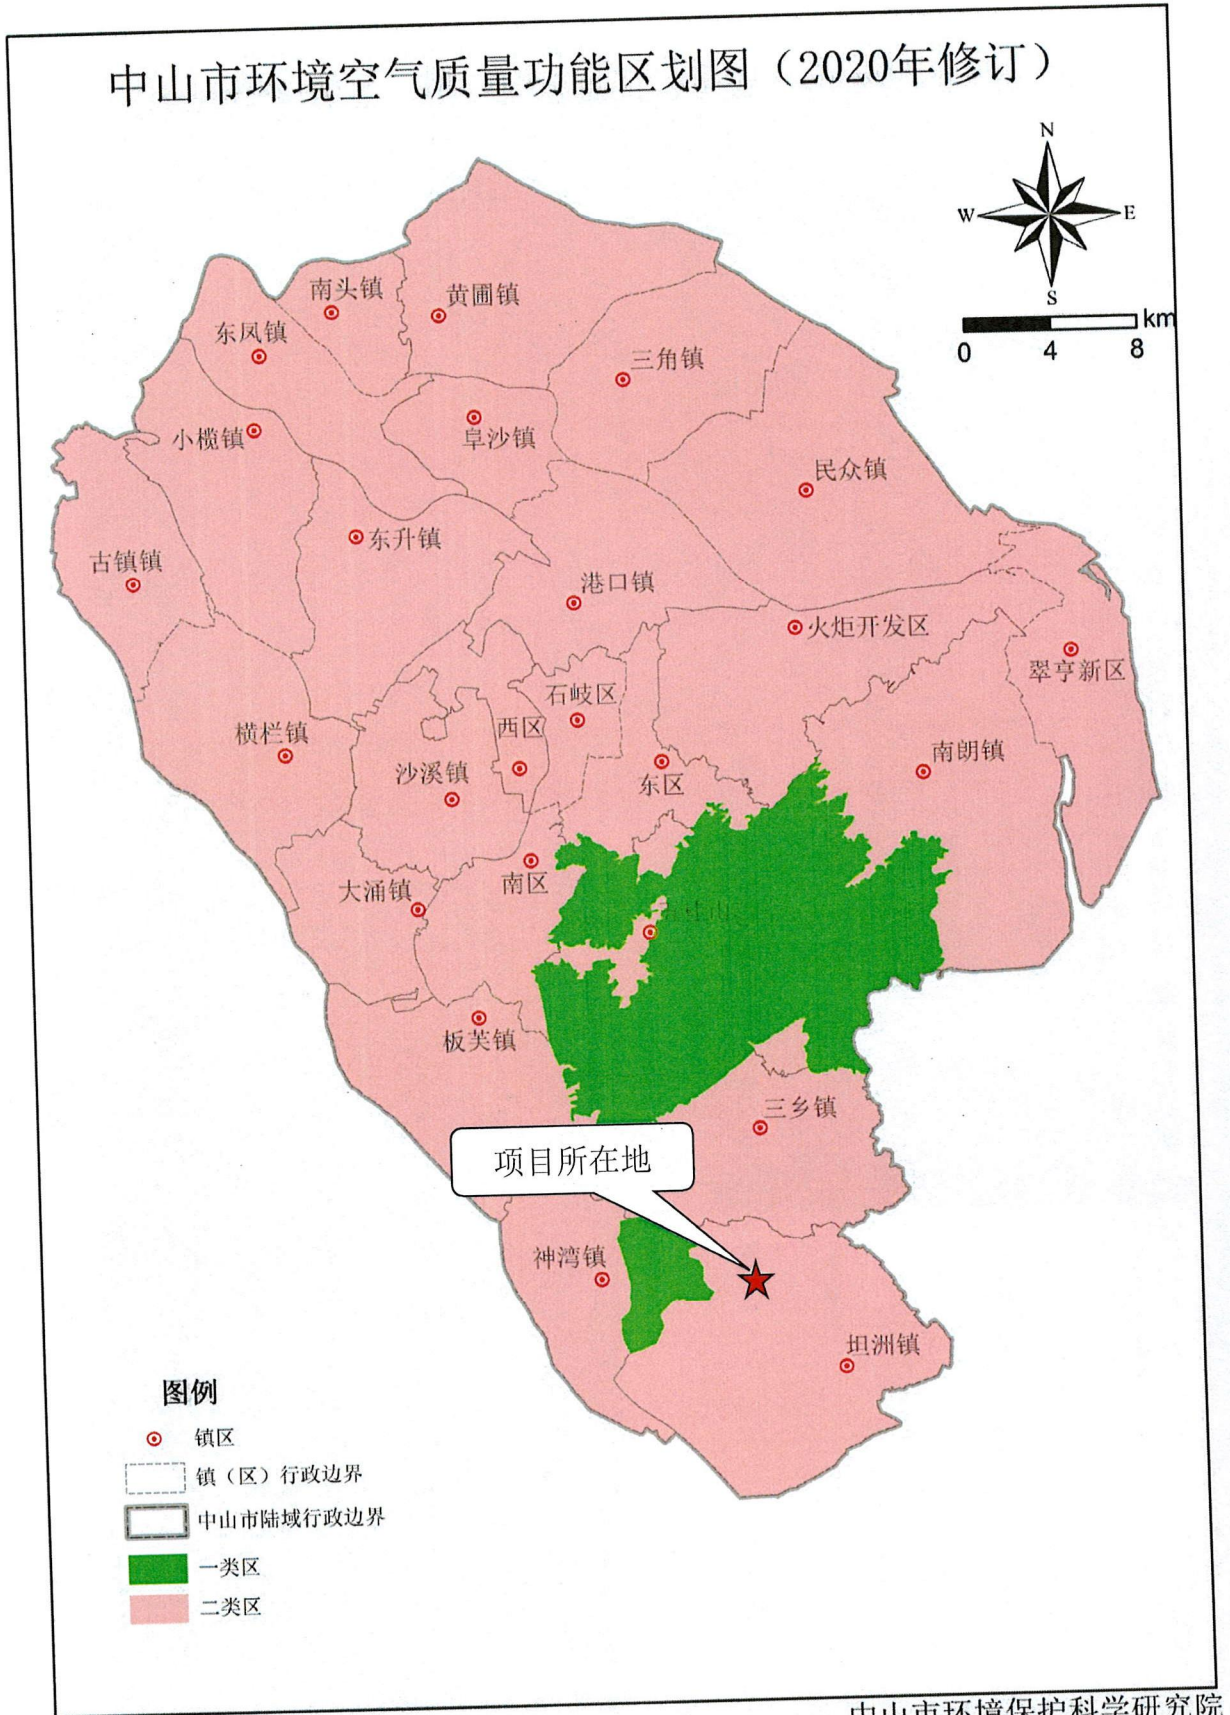 中山市环境空气质量功能区划图（2020年修订）
N
W
E
S
km
0 4 8
南头镇
黄圃镇
东凤镇
三角镇
小榄镇
阜沙镇
民众镇
东升镇
古镇镇
港口镇
火炬开发区
翠亨新区
石岐区
西区
横栏镇
南朗镇
沙溪镇
东区
南区
大涌镇
板芙镇
三乡镇
项目所在地
神湾镇
坦洲镇
图例
镇区
镇（区）行政边界
中山市陆域行政边界
一类区
二类区
中山市环境保护科学研究院